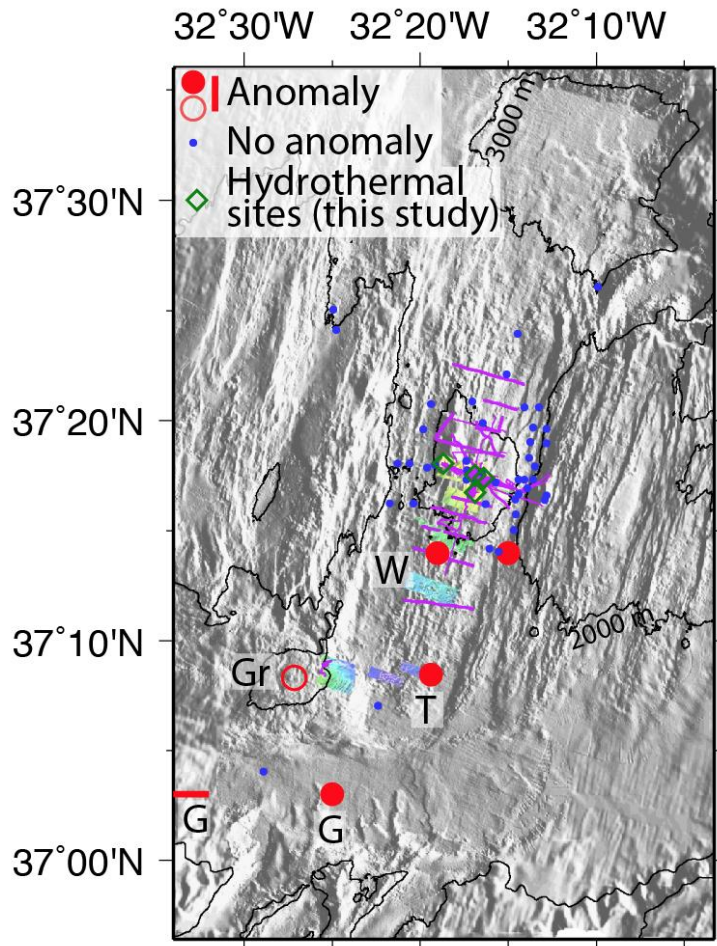 32°30'W 32°20'W 32°10'W
Anomaly
No anomaly
Hydrothermal
sites (this study)
3000 m
37°30'N
37°20'N
W
37°10'N
2000 m
Gr
T
G
G
37°00'N